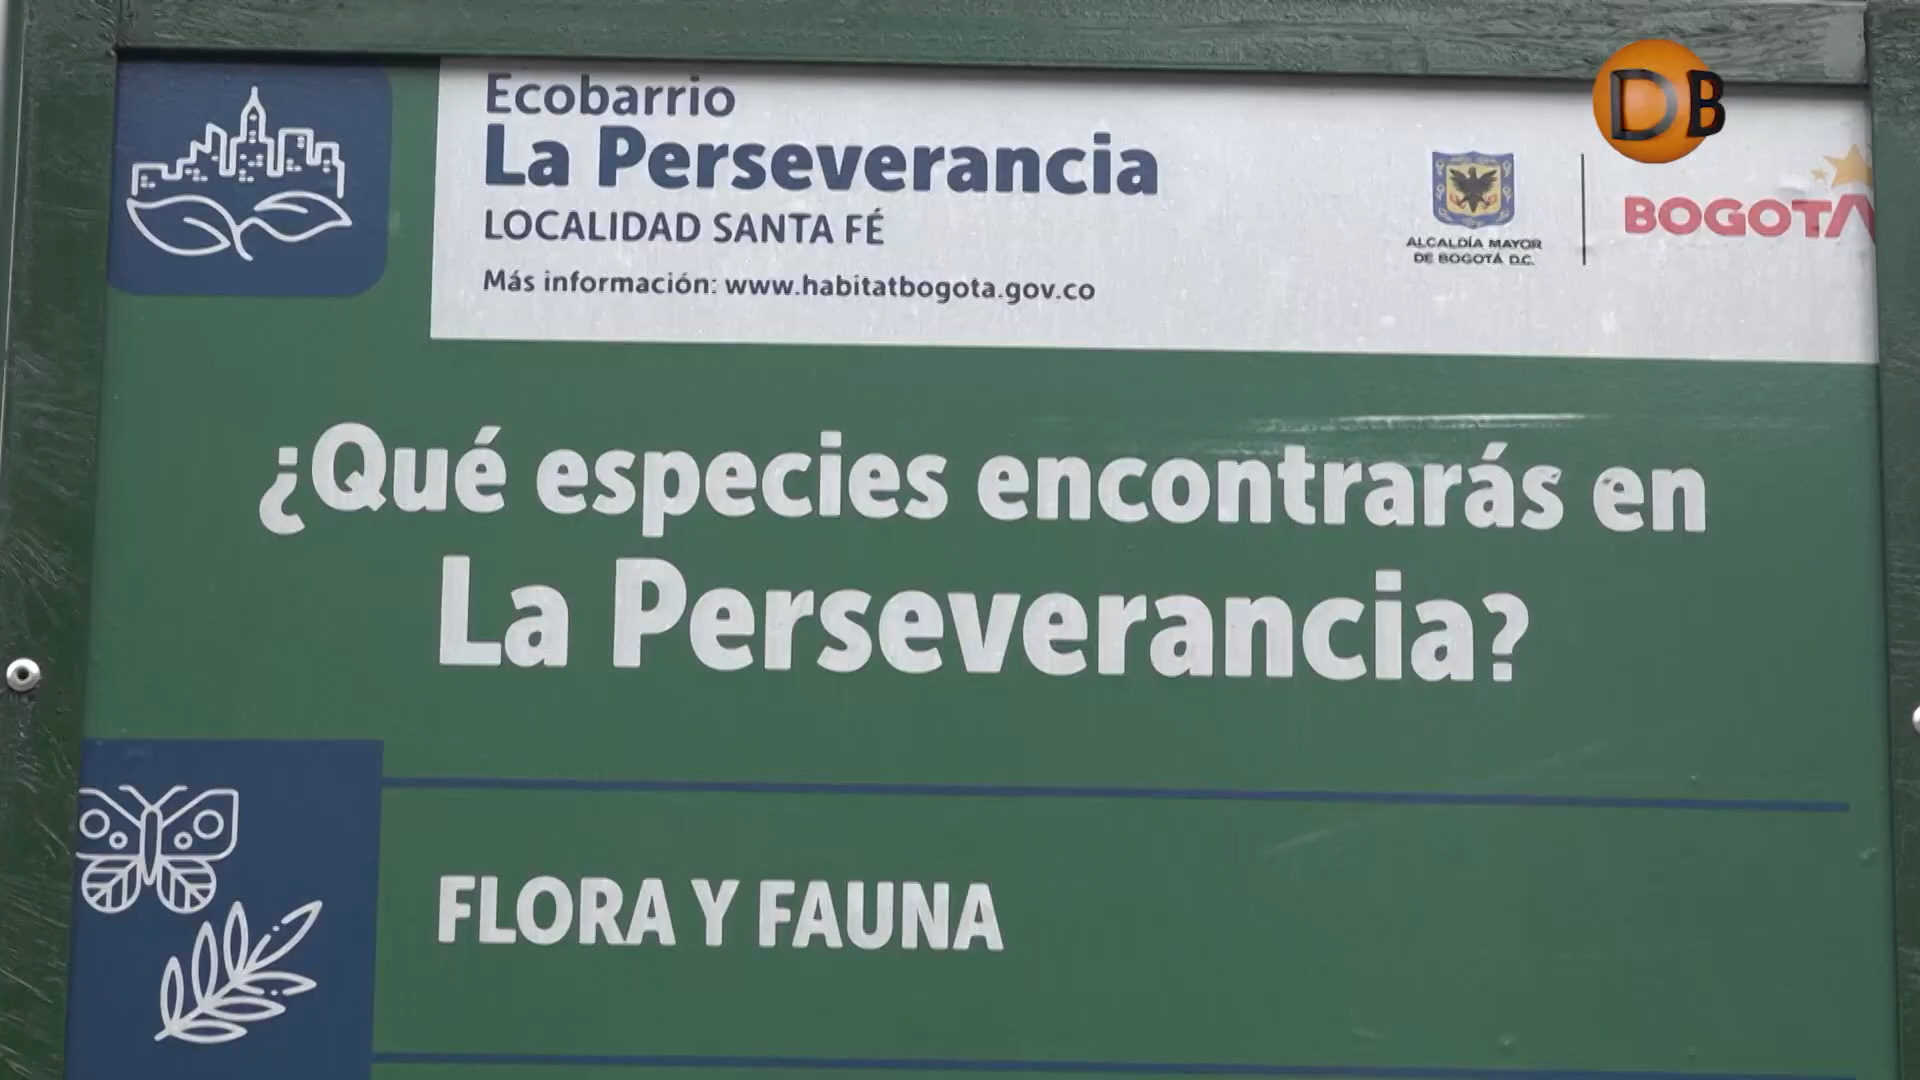 Ecobarrio
La Perseverancia
LOCALIDAD SANTA FÉ
Más información: www.habitatbogota.gov.co
ALCALDÍA MAYOR
DE BOGOTÁ D.C.
BOGOTÁ
DB
¿Qué especies encontrarás en
La Perseverancia?
FLORA Y FAUNA